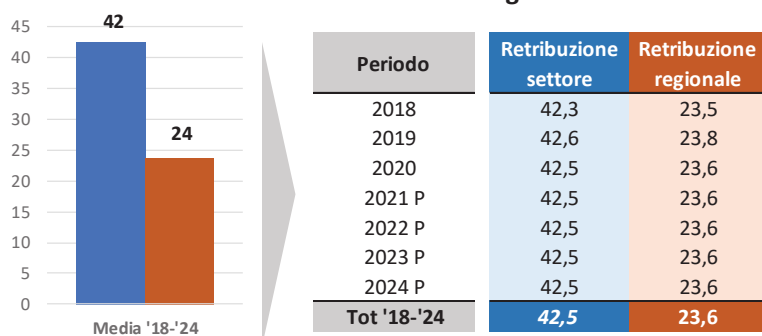 45
40
35
30
25
20
15
10
5
0
42
24
Media '18-'24
Periodo Retribuzione settore Retribuzione regionale
2018 42,3 23,5
2019 42,6 23,8
2020 42,5 23,6
2021 P 42,5 23,6
2022 P 42,5 23,6
2023 P 42,5 23,6
2024 P 42,5 23,6
Tot '18-'24 42,5 23,6